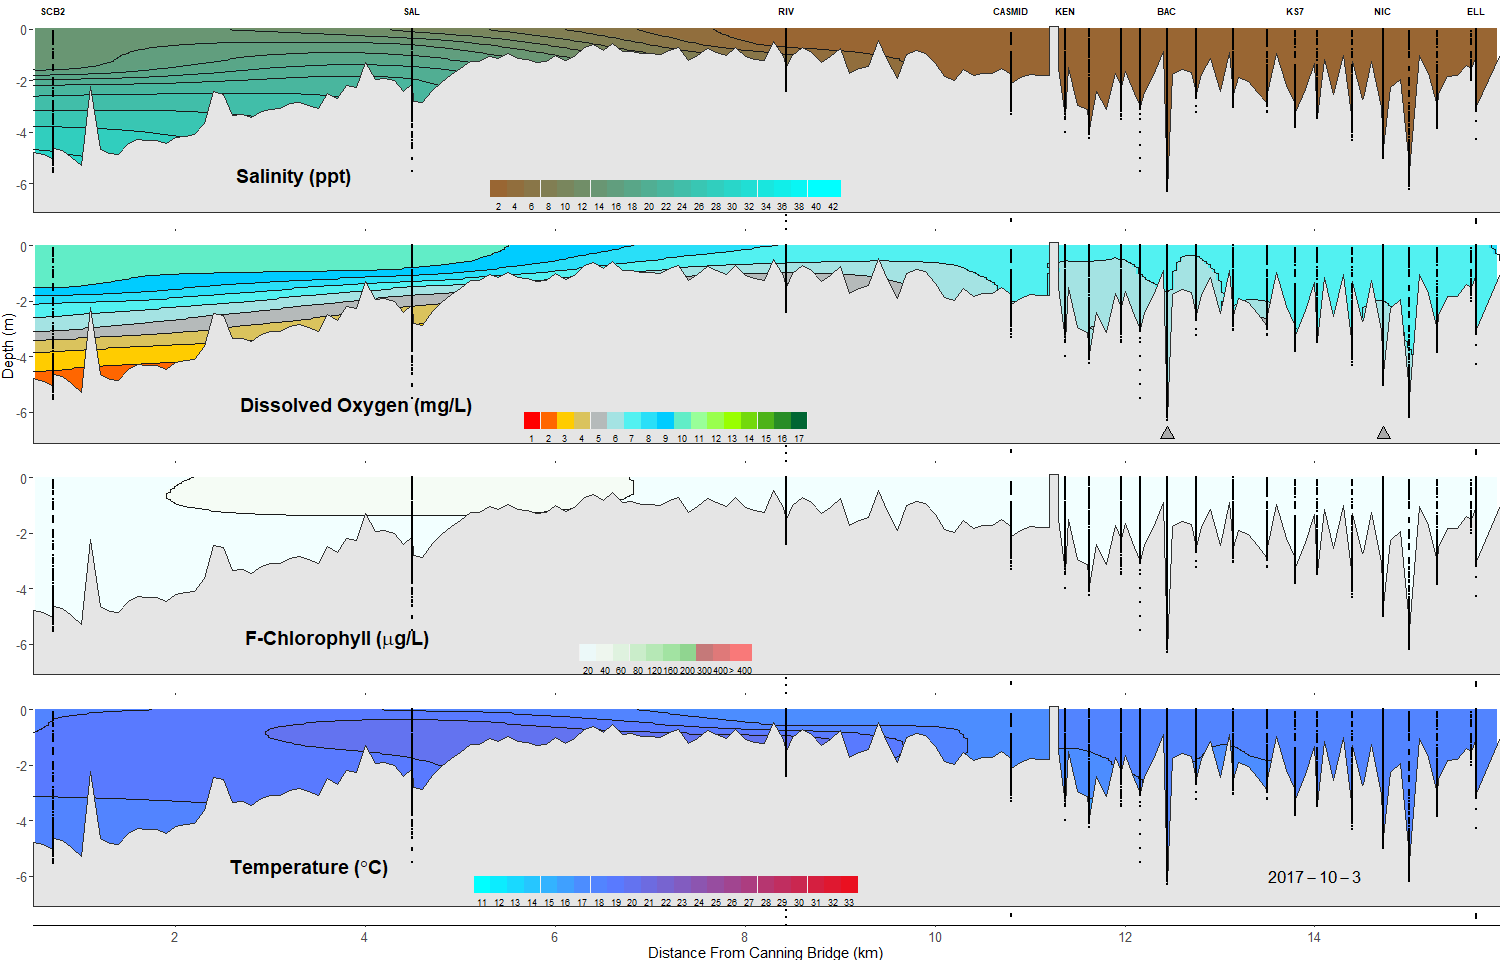 SCB2 SAL RIV CASMID KEN BAC KS7 NIC ELL
0
-2
-4
-6
Salinity (ppt)
2 4 6 8 10 12 14 16 18 20 22 24 26 28 30 32 34 36 38 40 42
0
-2
-4
-6
Depth (m)
Dissolved Oxygen (mg/L)
1 2 3 4 5 6 7 8 9 10 11 12 13 14 15 16 17
0
-2
-4
-6
F-Chlorophyll (μg/L)
20 40 60 80 120 160 200 300 400 > 400
0
-2
-4
-6
Temperature (°C)
11 12 13 14 15 16 17 18 19 20 21 22 23 24 25 26 27 28 29 30 31 32 33
2017 – 10 – 3
2 4 6 8 10 12 14
Distance From Canning Bridge (km)